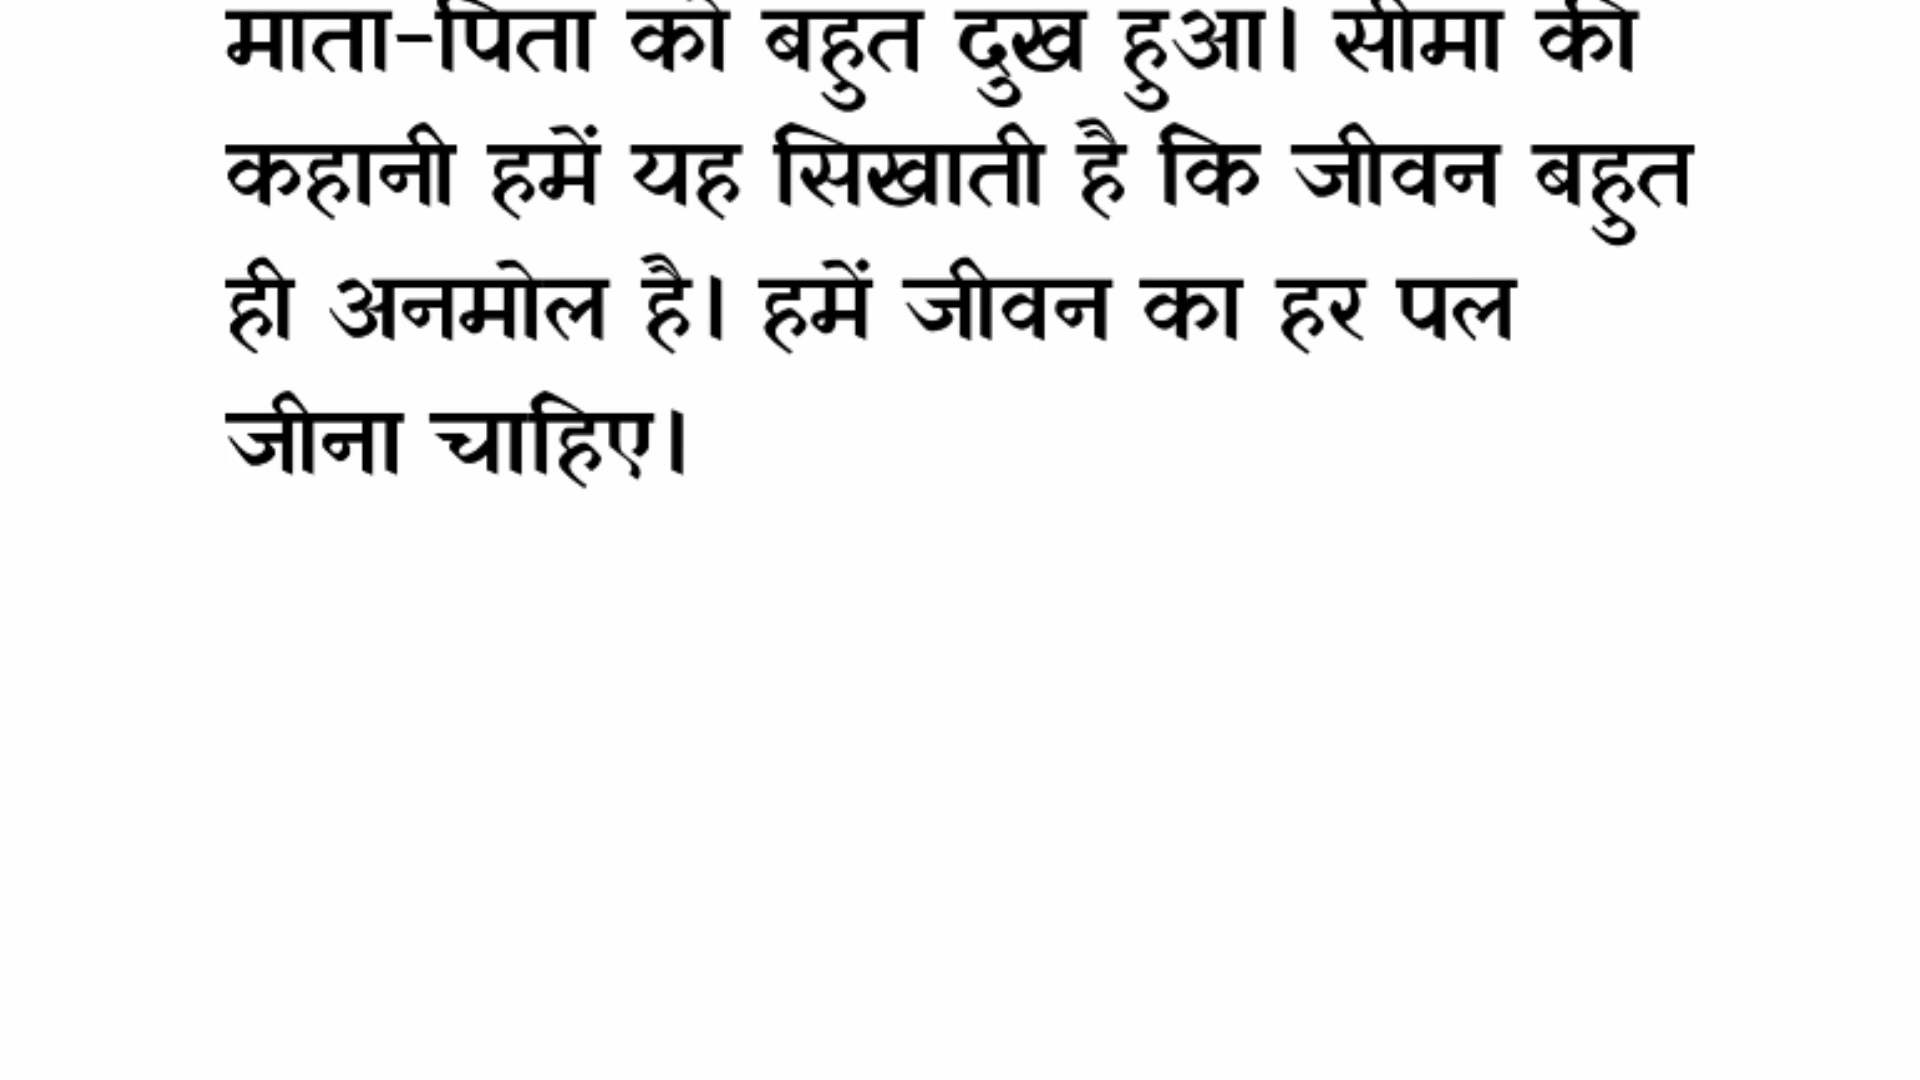 माता-पिता को बहुत दुख हुआ। सीमा की
कहानी हमें यह सिखाती है कि जीवन बहुत
ही अनमोल है। हमें जीवन का हर पल
जीना चाहिए।